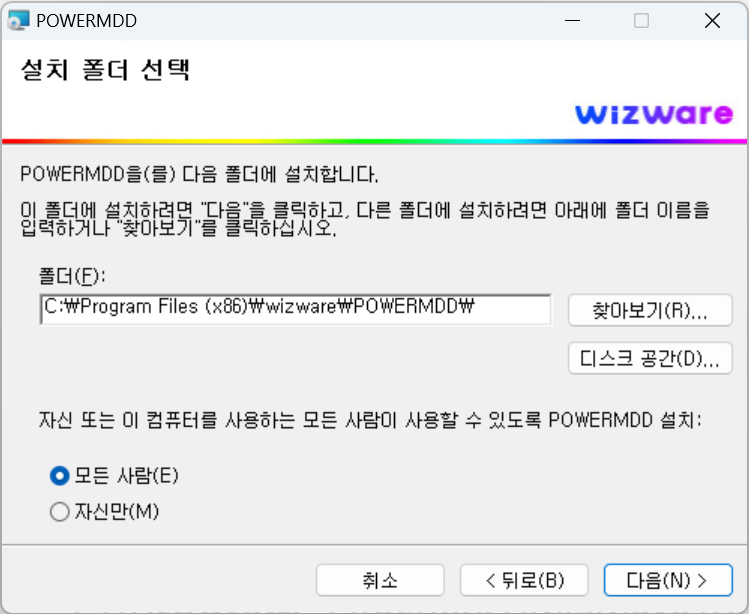 POWERMDD
설치 폴더 선택
wizware
POWERMDD을(를) 다음 폴더에 설치합니다.
이 폴더에 설치하려면 "다음"을 클릭하고, 다른 폴더에 설치하려면 아래에 폴더 이름을
입력하거나 "찾아보기"를 클릭하십시오.
폴더(F):
C:₩Program Files (x86)₩wizware₩POWERMDD₩
찾아보기(R)...
디스크 공간(D)...
자신 또는 이 컴퓨터를 사용하는 모든 사람이 사용할 수 있도록 POWERMDD 설치:
모든 사람(E)
자신만(M)
취소
< 뒤로(B)
다음(N) >